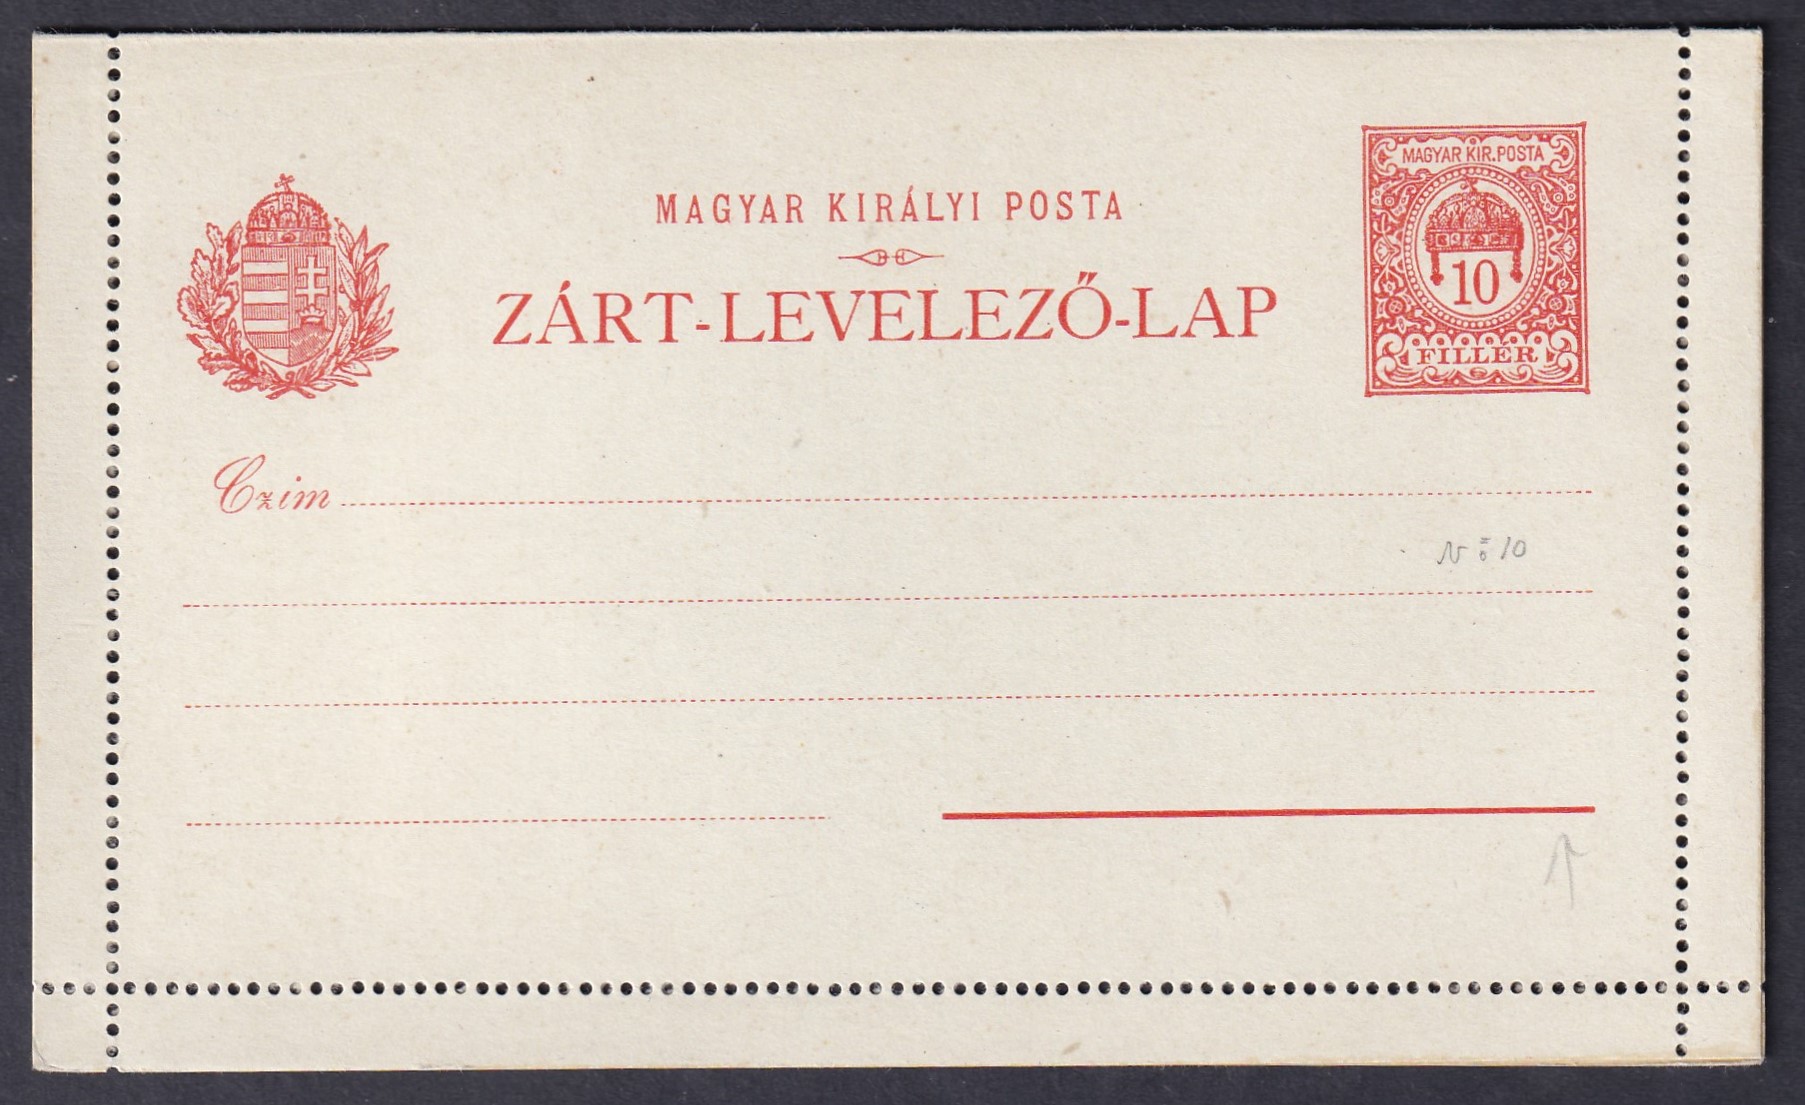 MAGYAR KIR. POSTA
10
FILLÉR
MAGYAR KIRÁLYI POSTA
ZÁRT-LEVELEZŐ-LAP
Czim
10